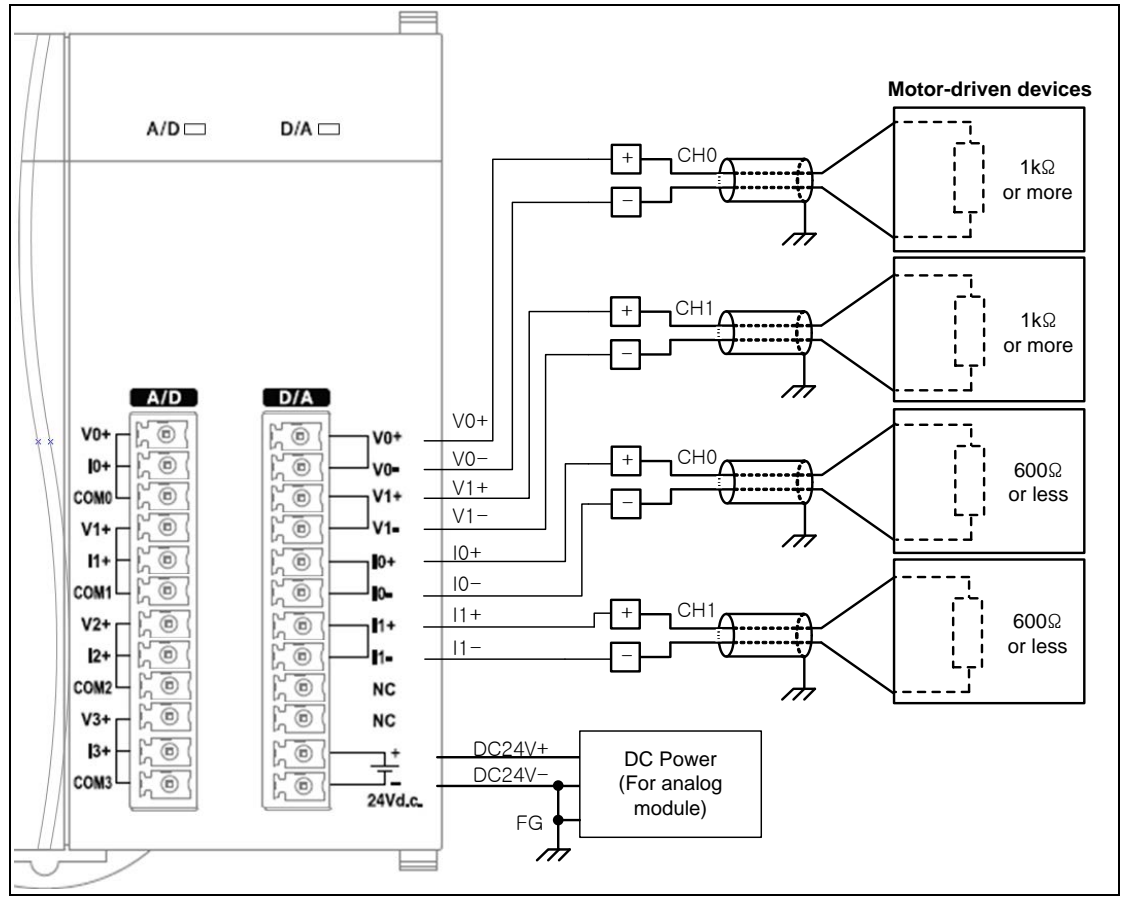 Motor-driven devices
A/D
D/A
+
CH0
−
1kΩ
or more
+
CH1
−
1kΩ
or more
+
CH0
−
600Ω
or less
+
CH1
−
600Ω
or less
A/D
V0+
I0+
COM0
V1+
I1+
COM1
V2+
I2+
COM2
V3+
I3+
COM3
D/A
V0+
V0-
V1+
V1-
I0+
I0-
I1+
I1-
NC
NC
+
−
24Vd.c.
V0+
V0−
V1+
V1−
I0+
I0−
I1+
I1−
DC24V+
DC24V−
FG
DC Power
(For analog
module)